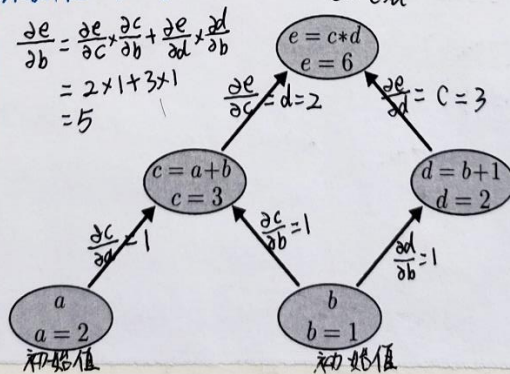 ∂e/∂b = ∂e/∂c × ∂c/∂b + ∂e/∂d × ∂d/∂b
= 2×1+3×1
=5
e = c*d
e = 6
∂e/∂c = d=2
∂e/∂d = C=3
c = a+b
c = 3
d = b+1
d = 2
∂c/∂a =1
∂c/∂b =1
∂d/∂b =1
a
a = 2
b
b = 1
初始值
初始值